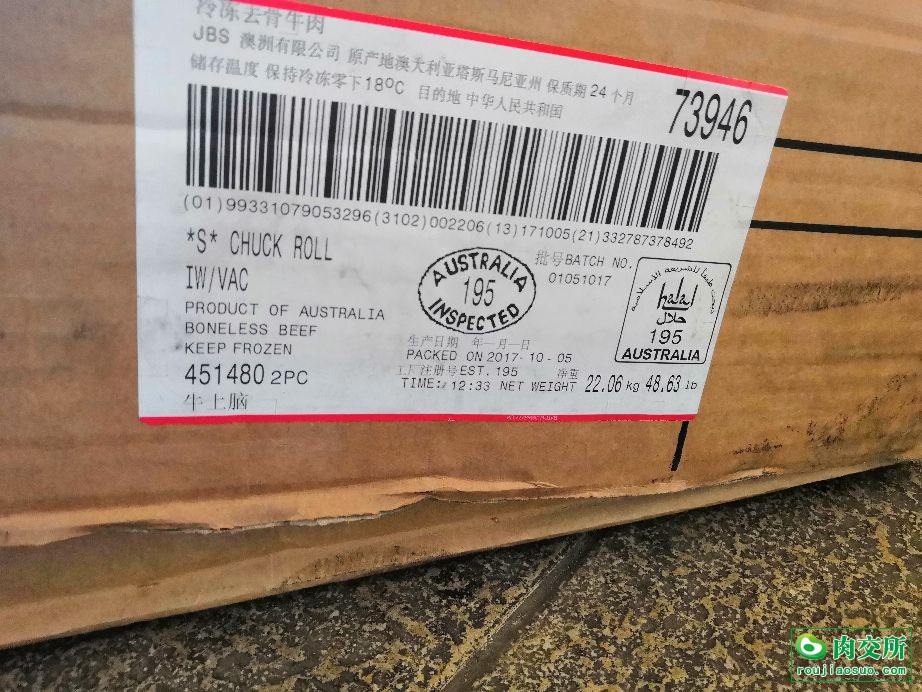 冷冻去骨牛肉
JBS 澳洲有限公司 原产地澳大利亚塔斯马尼亚州 保质期 24 个月
储存温度 保持冷冻零下18ºC 目的地 中华人民共和国
73946
(01)99331079053296(3102)002206(13)171005(21)332787378492
*S* CHUCK ROLL
IW/VAC
PRODUCT OF AUSTRALIA
BONELESS BEEF
KEEP FROZEN
451480 2PC
牛上脑
AUSTRALIA
195
INSPECTED
批号BATCH NO.
01051017
生产日期 年-月-日
PACKED ON 2017-10-05
工厂注册号EST. 195 净重
TIME: 12:33 NET WEIGHT 22.06 kg 48.63 lb
halal
حلال
195
AUSTRALIA
肉交所
roujiaosuo.com